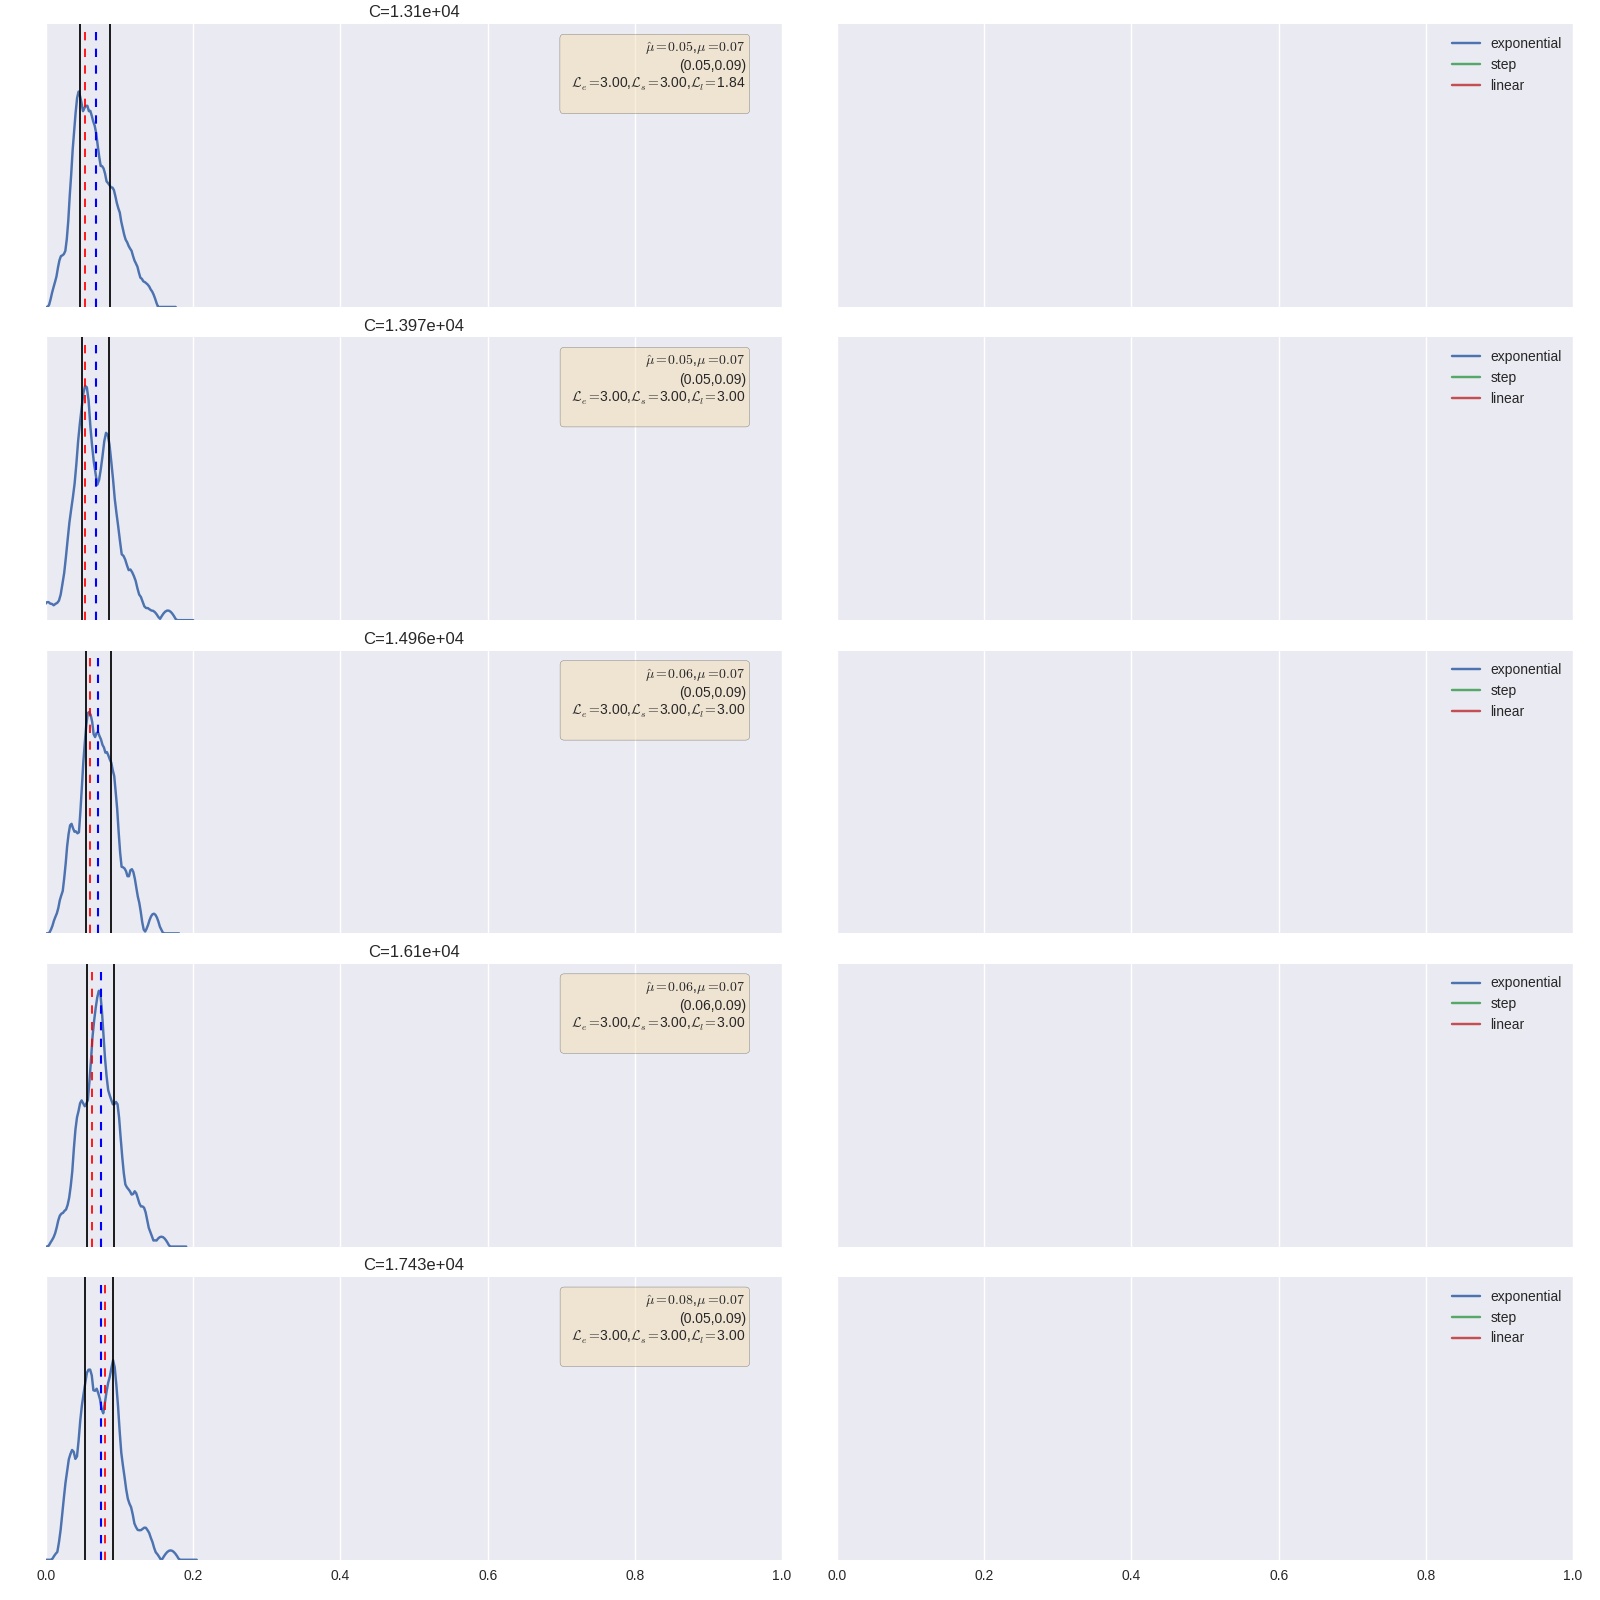 C=1.31e+04
μ̂=0.05,μ=0.07
(0.05,0.09)
ℒₑ=3.00,ℒₛ=3.00,ℒₗ=1.84
exponential
step
linear
C=1.397e+04
μ̂=0.05,μ=0.07
(0.05,0.09)
ℒₑ=3.00,ℒₛ=3.00,ℒₗ=3.00
exponential
step
linear
C=1.496e+04
μ̂=0.06,μ=0.07
(0.05,0.09)
ℒₑ=3.00,ℒₛ=3.00,ℒₗ=3.00
exponential
step
linear
C=1.61e+04
μ̂=0.06,μ=0.07
(0.06,0.09)
ℒₑ=3.00,ℒₛ=3.00,ℒₗ=3.00
exponential
step
linear
C=1.743e+04
μ̂=0.08,μ=0.07
(0.05,0.09)
ℒₑ=3.00,ℒₛ=3.00,ℒₗ=3.00
exponential
step
linear
0.0 0.2 0.4 0.6 0.8 1.0
0.0 0.2 0.4 0.6 0.8 1.0